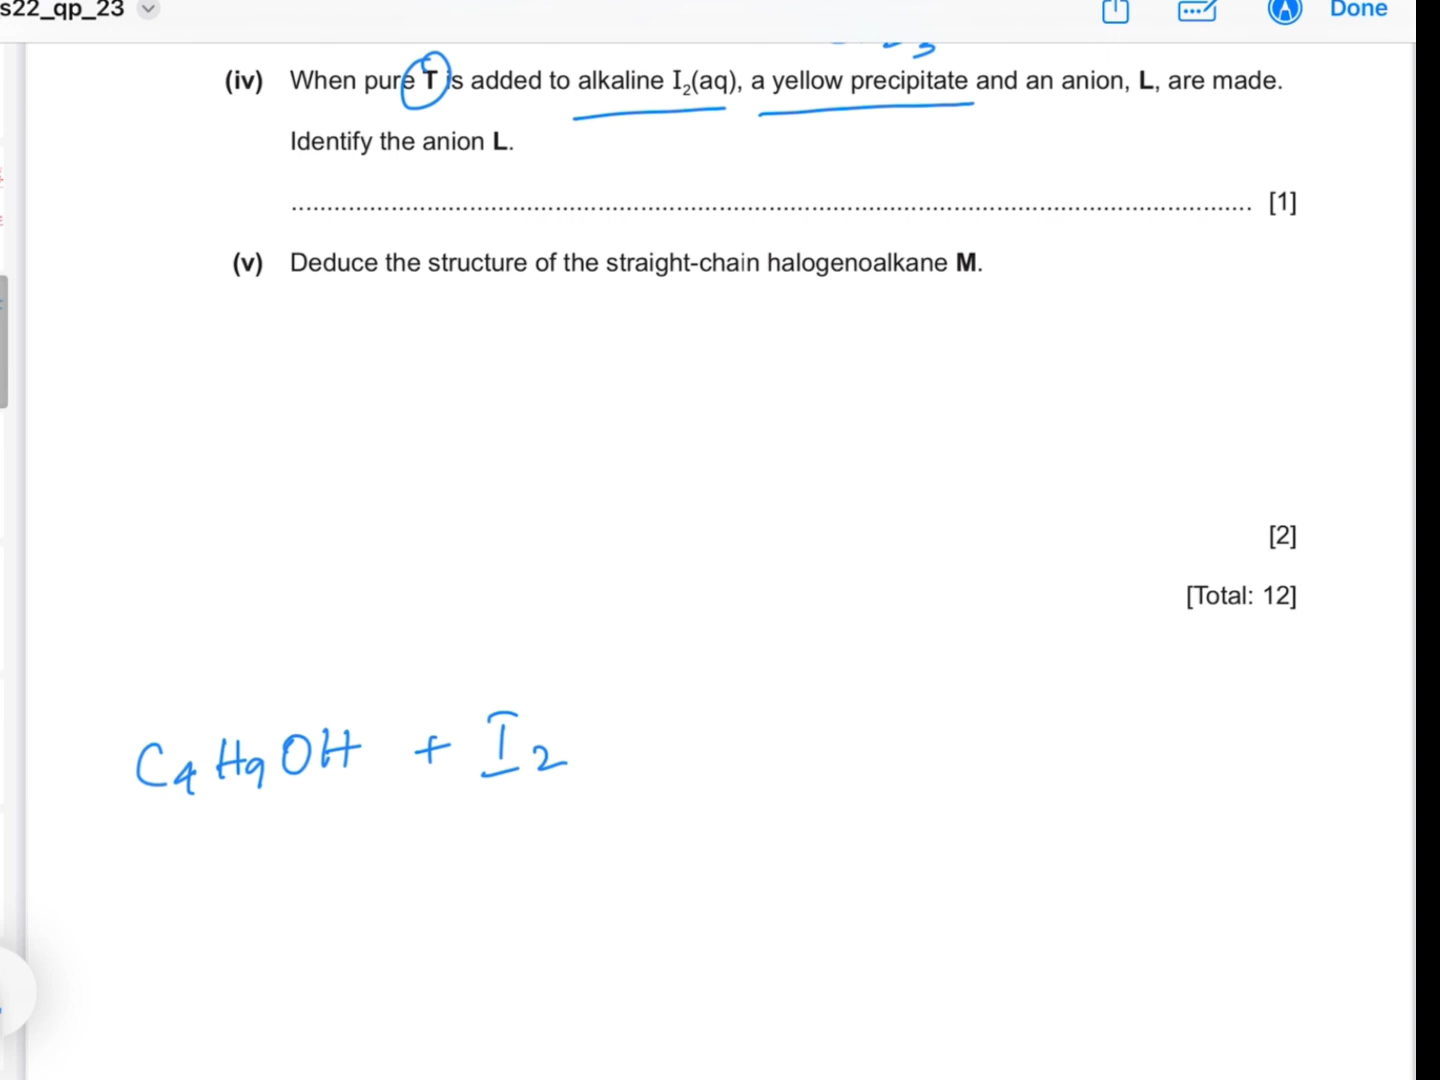 s22_qp_23 Done
(iv) When pure T is added to alkaline I₂(aq), a yellow precipitate and an anion, L, are made.
Identify the anion L.
.................................................................................................................................. [1]
(v) Deduce the structure of the straight-chain halogenoalkane M.
[2]
[Total: 12]
C₄H₉OH + I₂